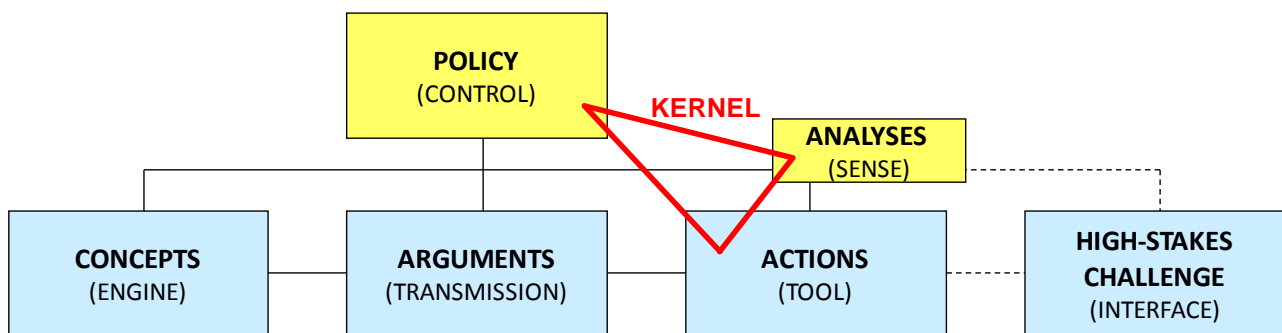 POLICY
(CONTROL)
KERNEL
ANALYSES
(SENSE)
CONCEPTS
(ENGINE)
ARGUMENTS
(TRANSMISSION)
ACTIONS
(TOOL)
HIGH-STAKES
CHALLENGE
(INTERFACE)